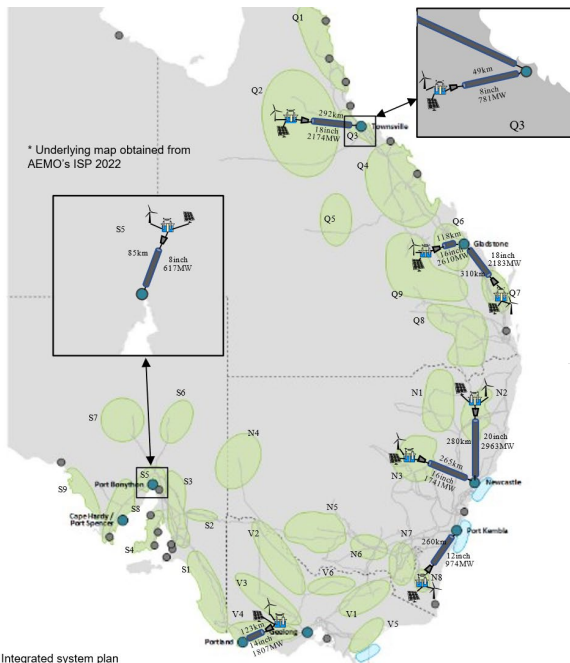 Q1
49km
8inch
781MW
Q3
Q2
292km
18inch
2174MW
Q3
Townsville
* Underlying map obtained from
AEMO's ISP 2022
Q4
S5
85km
8inch
617MW
Q5
Q6
118km
Gladstone
16inch
2610MW
18inch
2183MW
310km
Q7
Q9
Q8
N1
N2
S6
S7
N4
280km
20inch
2963MW
265km
16inch
1741MW
N3
Newcastle
S5
Port Bonython
S3
S9
S8
Cape Hardy /
Port Spencer
S2
S4
N5
N6
N7
Port Kembla
260km
12inch
974MW
N8
S1
V2
V3
V6
V4
V1
V5
123km
Geelong
Portland
14inch
1807MW
Integrated system plan